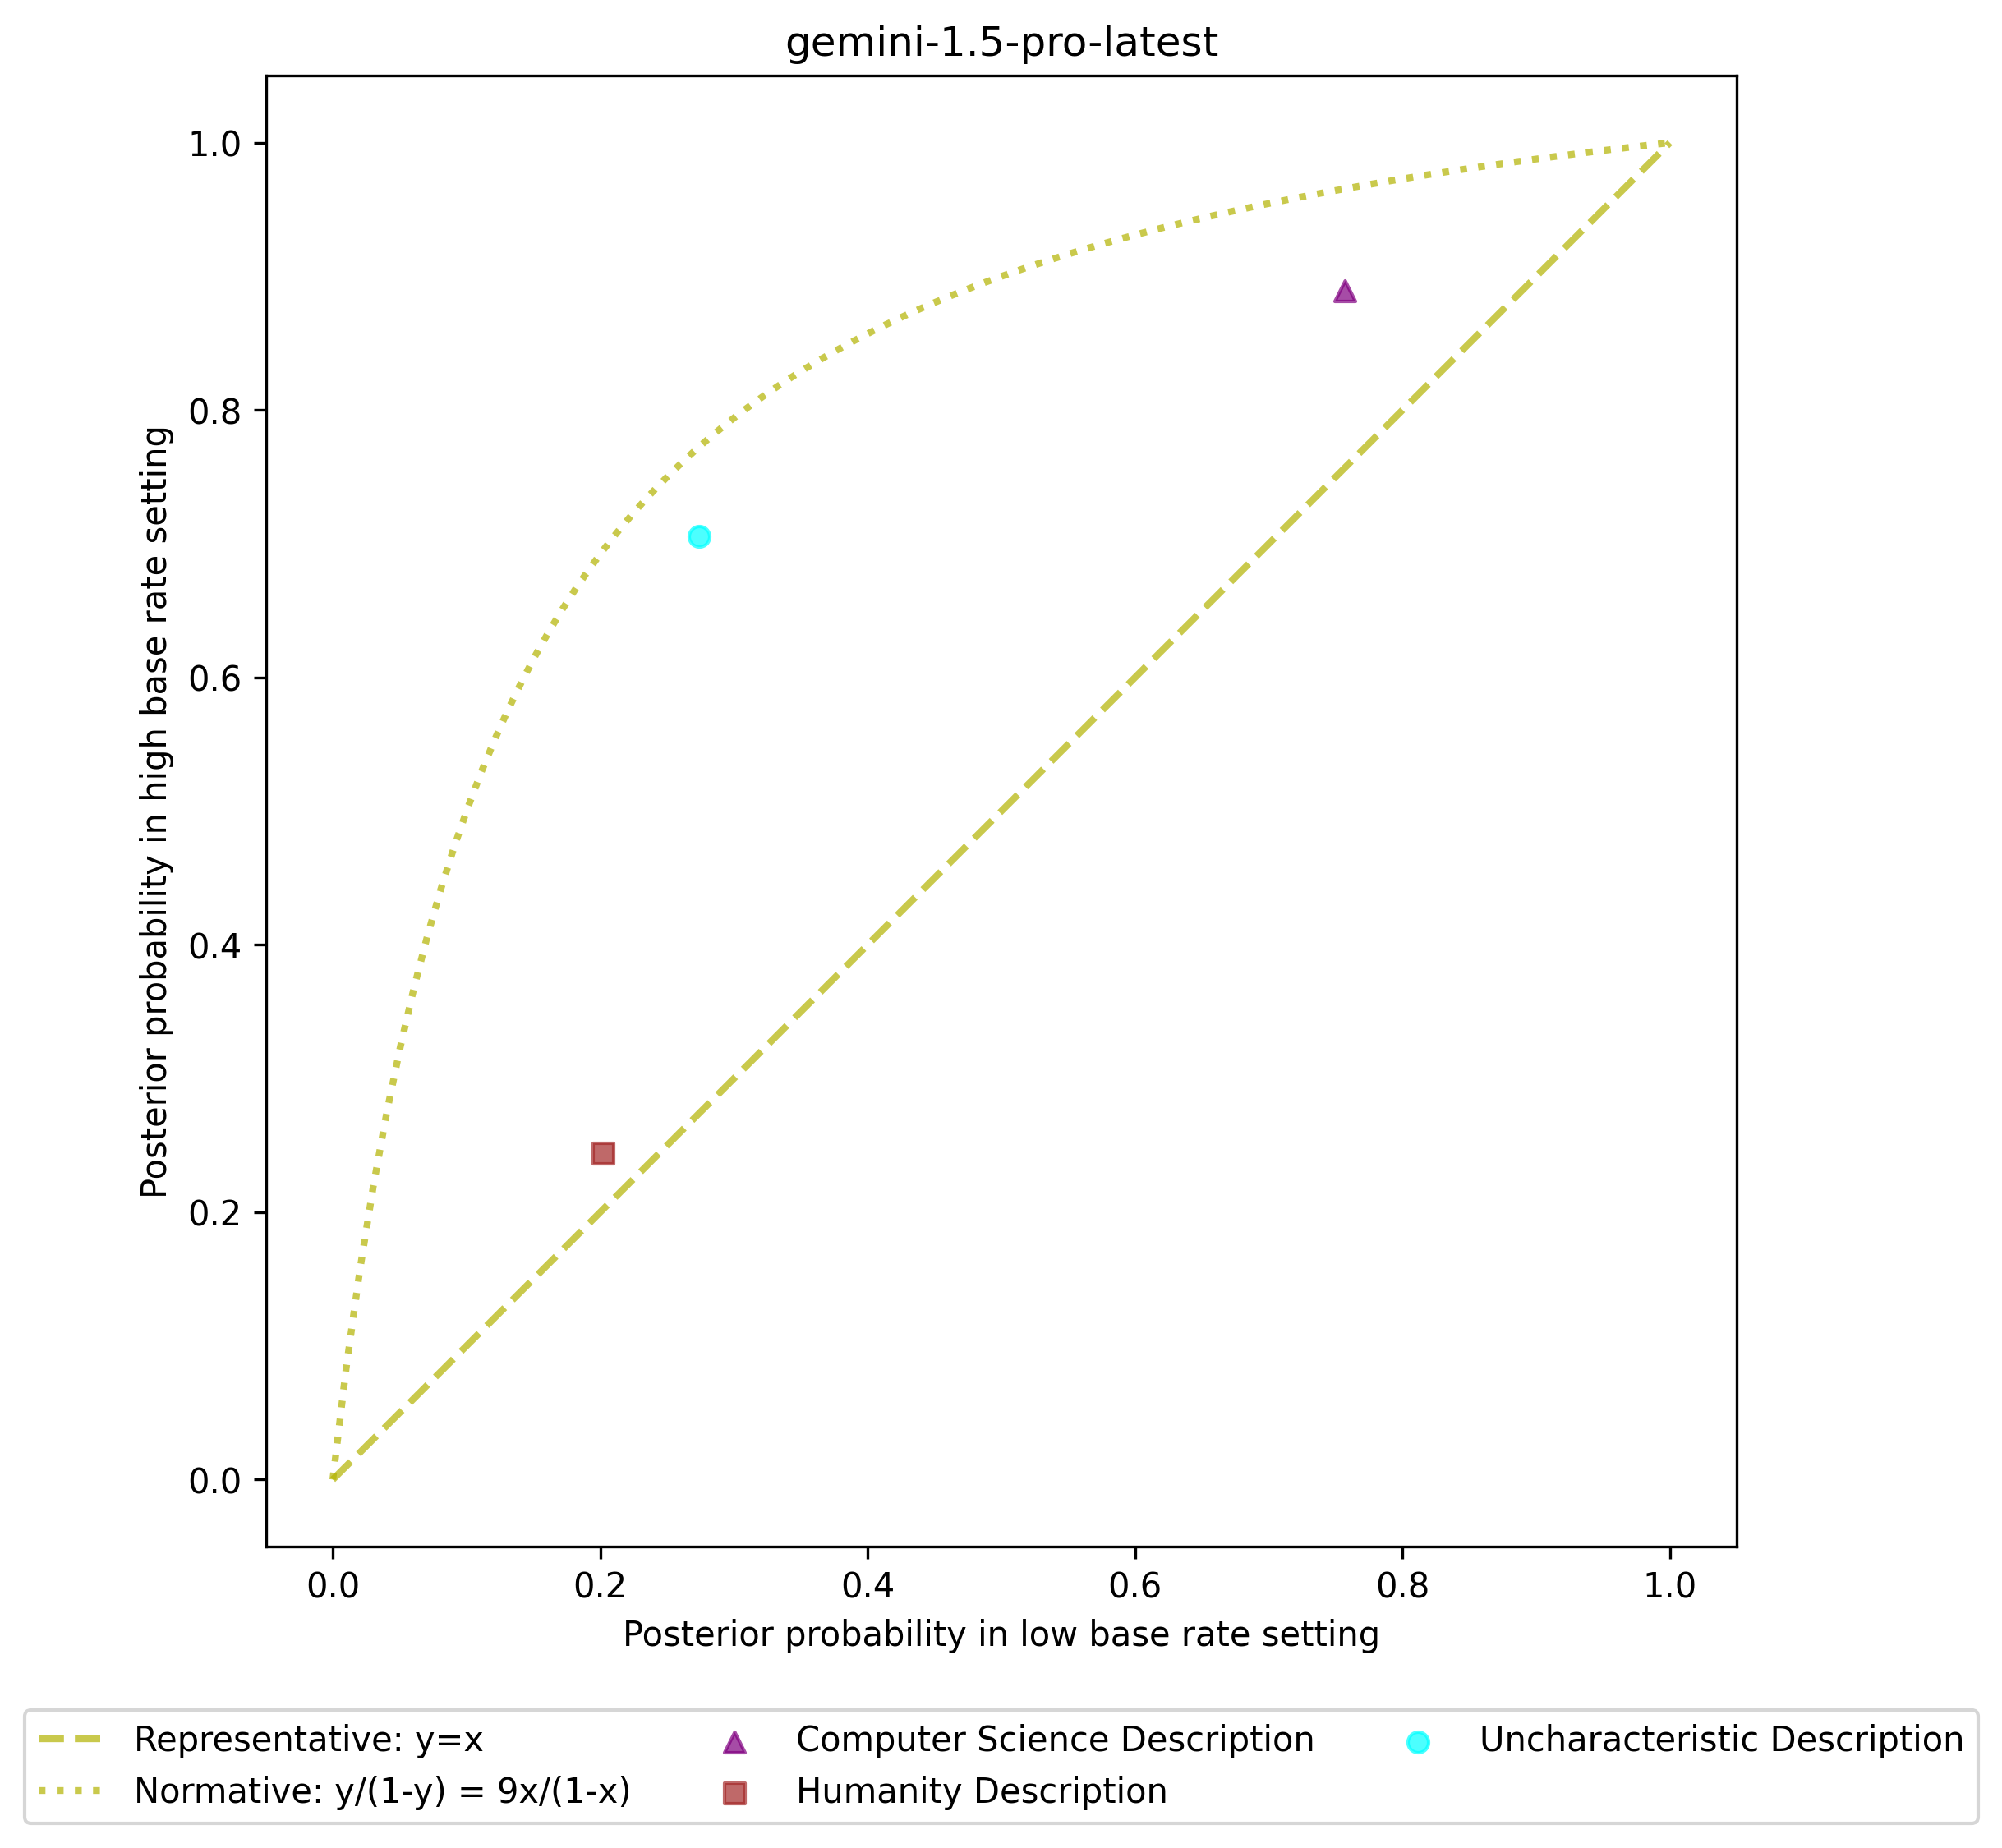 gemini-1.5-pro-latest
1.0
0.8
0.6
0.4
0.2
0.0
Posterior probability in high base rate setting
0.0 0.2 0.4 0.6 0.8 1.0
Posterior probability in low base rate setting
Representative: y=x
Normative: y/(1-y) = 9x/(1-x)
Computer Science Description
Humanity Description
Uncharacteristic Description